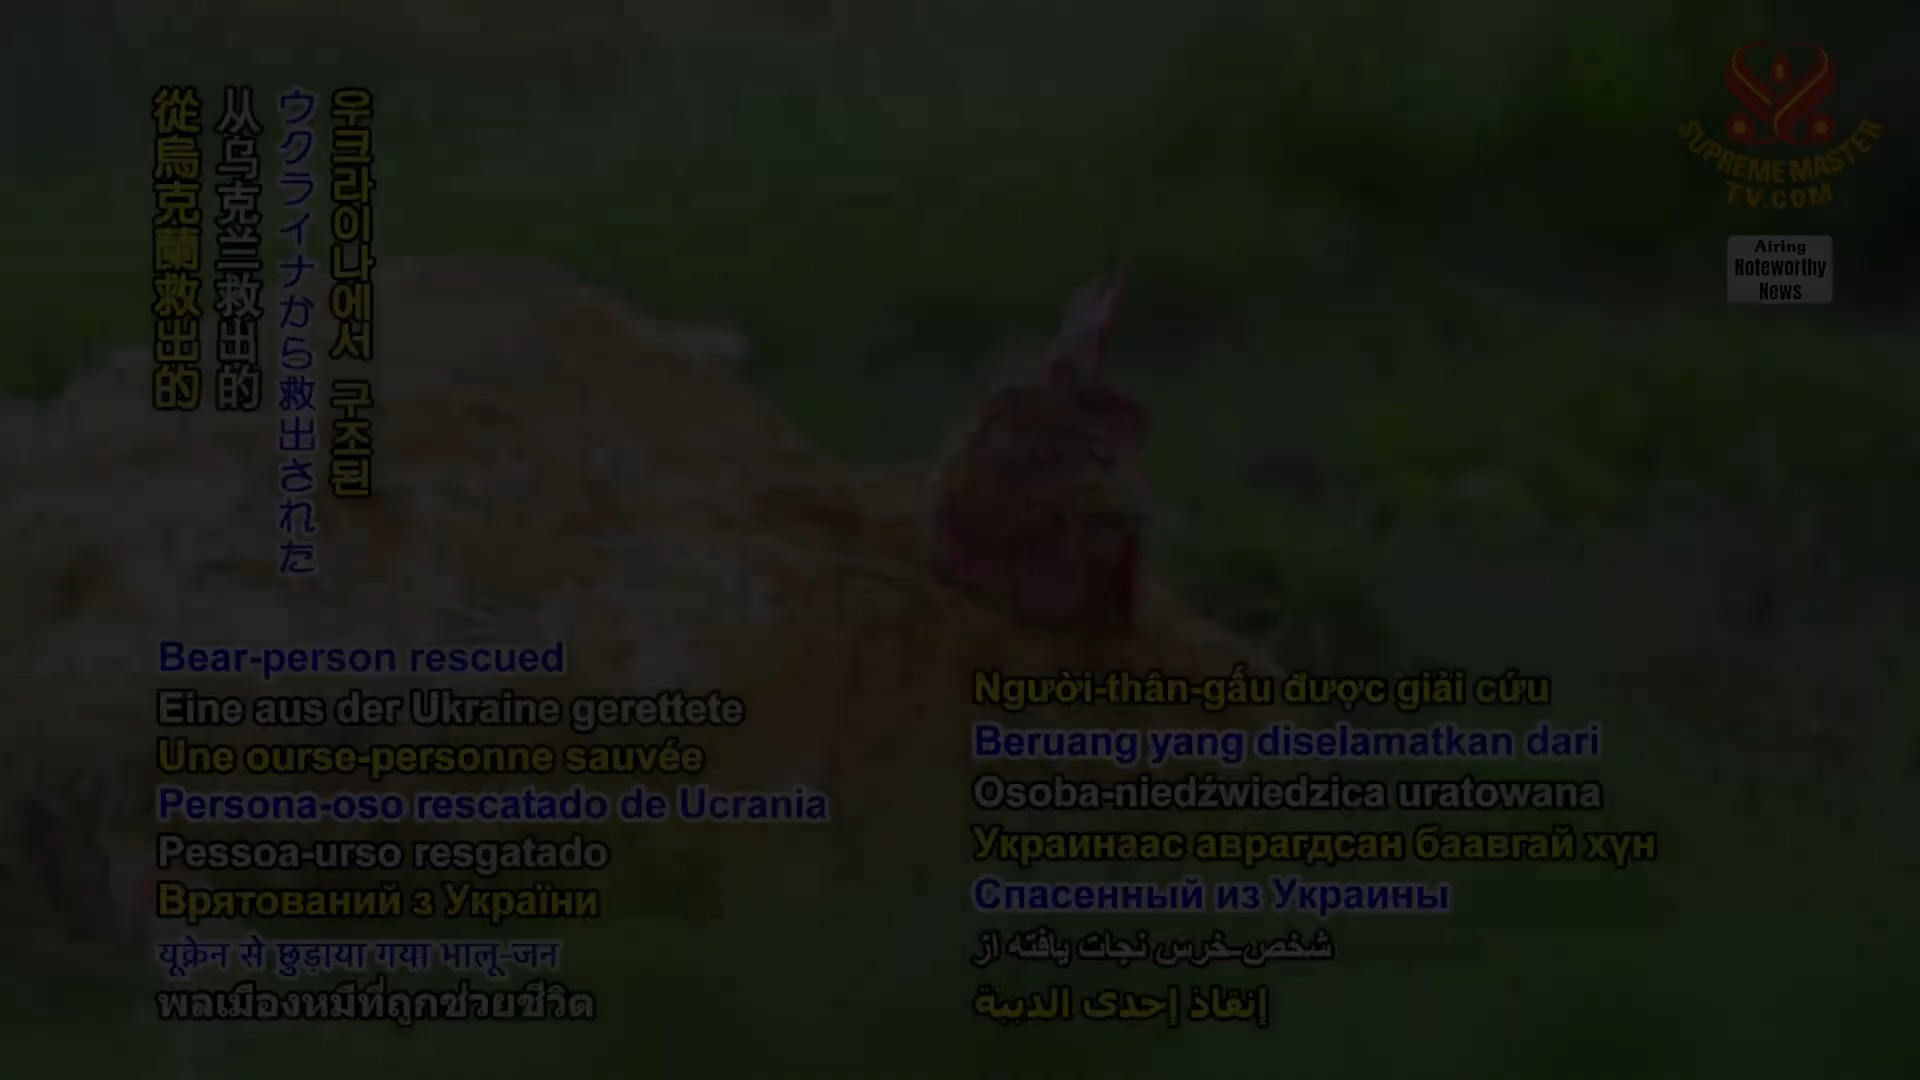 從烏克蘭救出的
从乌克兰救出的
ウクライナから救出された
우크라이나에서 구조된
SUPREME MASTER
TV.COM
Airing
Noteworthy
News
Bear-person rescued
Eine aus der Ukraine gerettete
Une ourse-personne sauvée
Persona-oso rescatado de Ucrania
Pessoa-urso resgatado
Врятований з України
यूक्रेन से छुड़ाया गया भालू-जन
พลเมืองหมีที่ถูกช่วยชีวิต
Người-thân-gấu được giải cứu
Beruang yang diselamatkan dari
Osoba-niedźwiedzica uratowana
Украинаас аврагдсан баавгай хүн
Спасенный из Украины
شخص-خرس نجات یافته از
إنقاذ إحدى الدببة